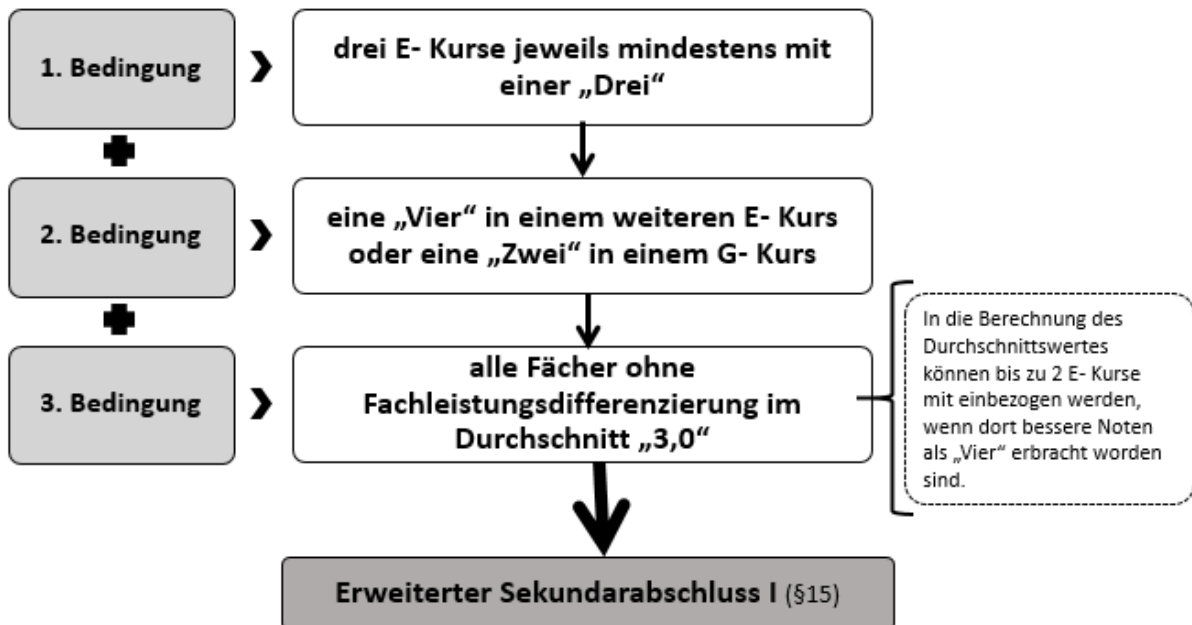 1. Bedingung
drei E- Kurse jeweils mindestens mit
einer „Drei“
2. Bedingung
eine „Vier“ in einem weiteren E- Kurs
oder eine „Zwei“ in einem G- Kurs
3. Bedingung
alle Fächer ohne
Fachleistungsdifferenzierung im
Durchschnitt „3,0“
In die Berechnung des
Durchschnittswertes
können bis zu 2 E- Kurse
mit einbezogen werden,
wenn dort bessere Noten
als „Vier“ erbracht worden
sind.
Erweiterter Sekundarabschluss I (§15)